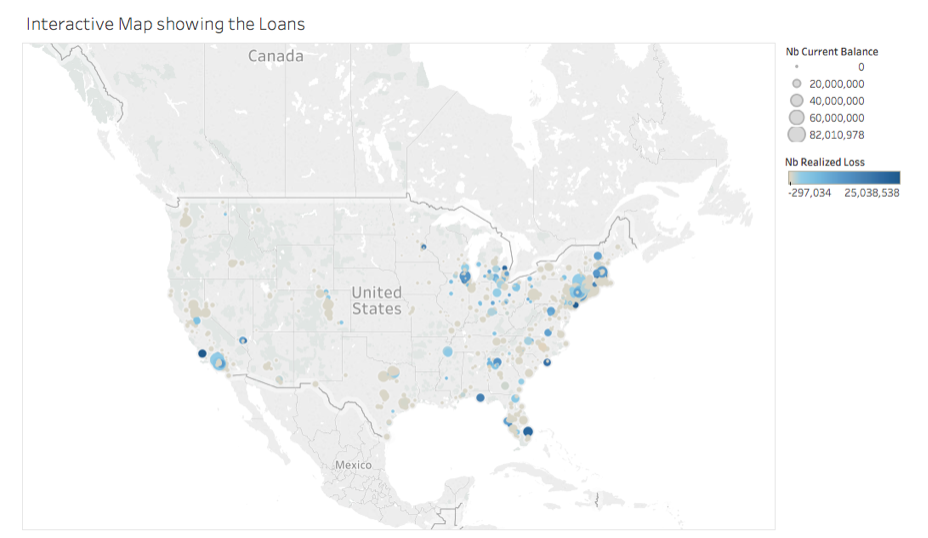 Interactive Map showing the Loans
Canada
United
States
Mexico
Nb Current Balance
0
20,000,000
40,000,000
60,000,000
82,010,978
Nb Realized Loss
-297,034 25,038,538